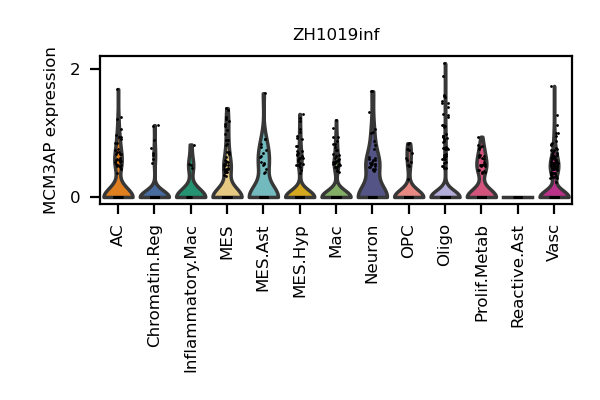 ZH1019inf
MCM3AP expression
2
0
AC
Chromatin.Reg
Inflammatory.Mac
MES
MES.Ast
MES.Hyp
Mac
Neuron
OPC
Oligo
Prolif.Metab
Reactive.Ast
Vasc